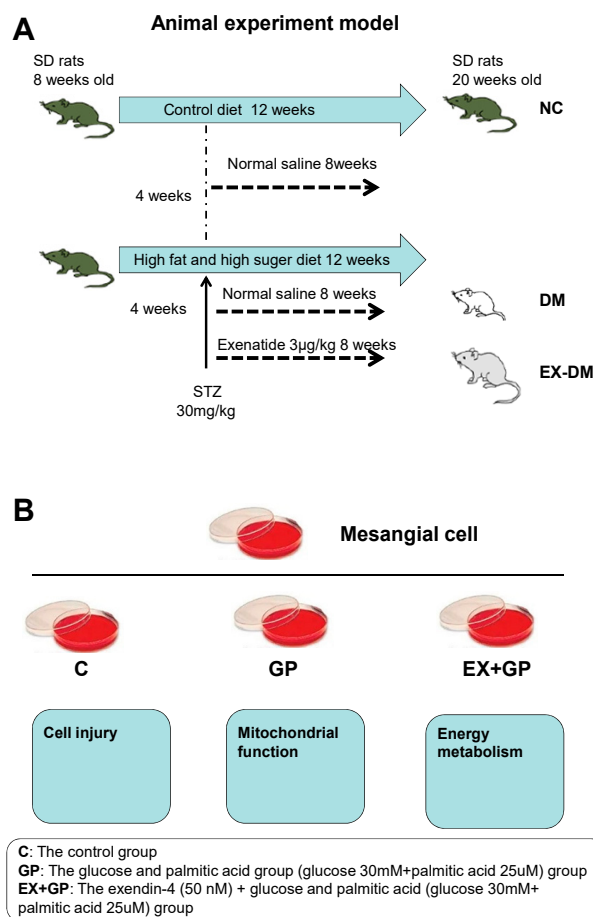 A
Animal experiment model
SD rats
8 weeks old
SD rats
20 weeks old
Control diet 12 weeks
NC
Normal saline 8weeks
4 weeks
High fat and high suger diet 12 weeks
Normal saline 8 weeks
4 weeks
DM
Exenatide 3µg/kg 8 weeks
EX-DM
STZ
30mg/kg
B
Mesangial cell
C
GP
EX+GP
Cell injury
Mitochondrial
function
Energy
metabolism
C: The control group
GP: The glucose and palmitic acid group (glucose 30mM+palmitic acid 25uM) group
EX+GP: The exendin-4 (50 nM) + glucose and palmitic acid (glucose 30mM+
palmitic acid 25uM) group